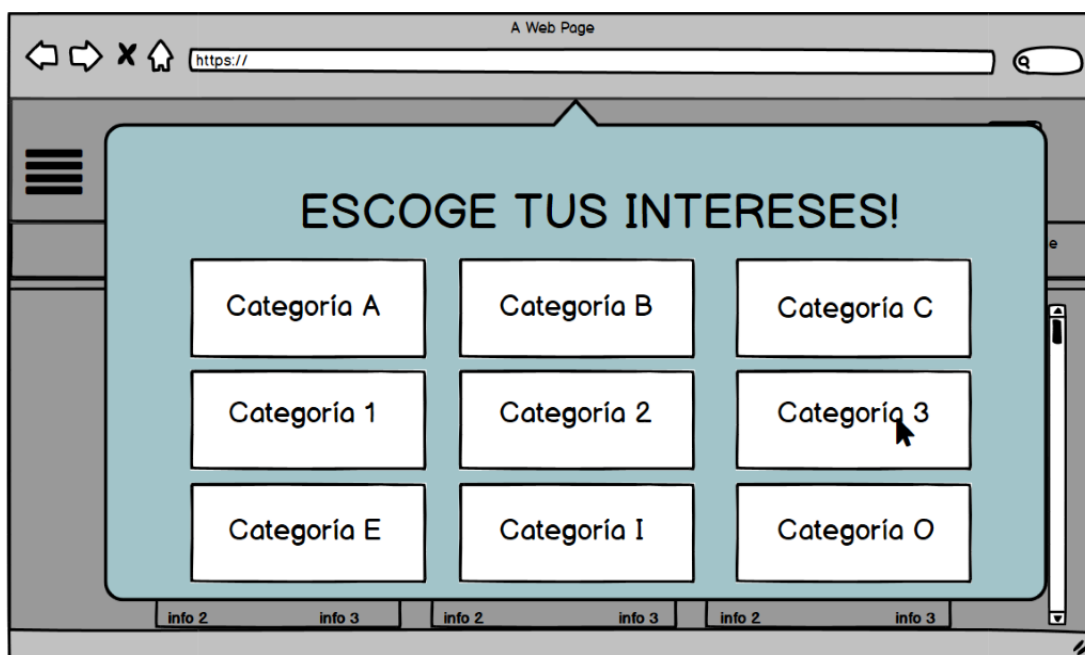 A Web Page
https://
ESCOGE TUS INTERESES!
e
Categoría A
Categoría B
Categoría C
Categoría 1
Categoría 2
Categoría 3
Categoría E
Categoría I
Categoría O
info 2
info 3
info 2
info 3
info 2
info 3